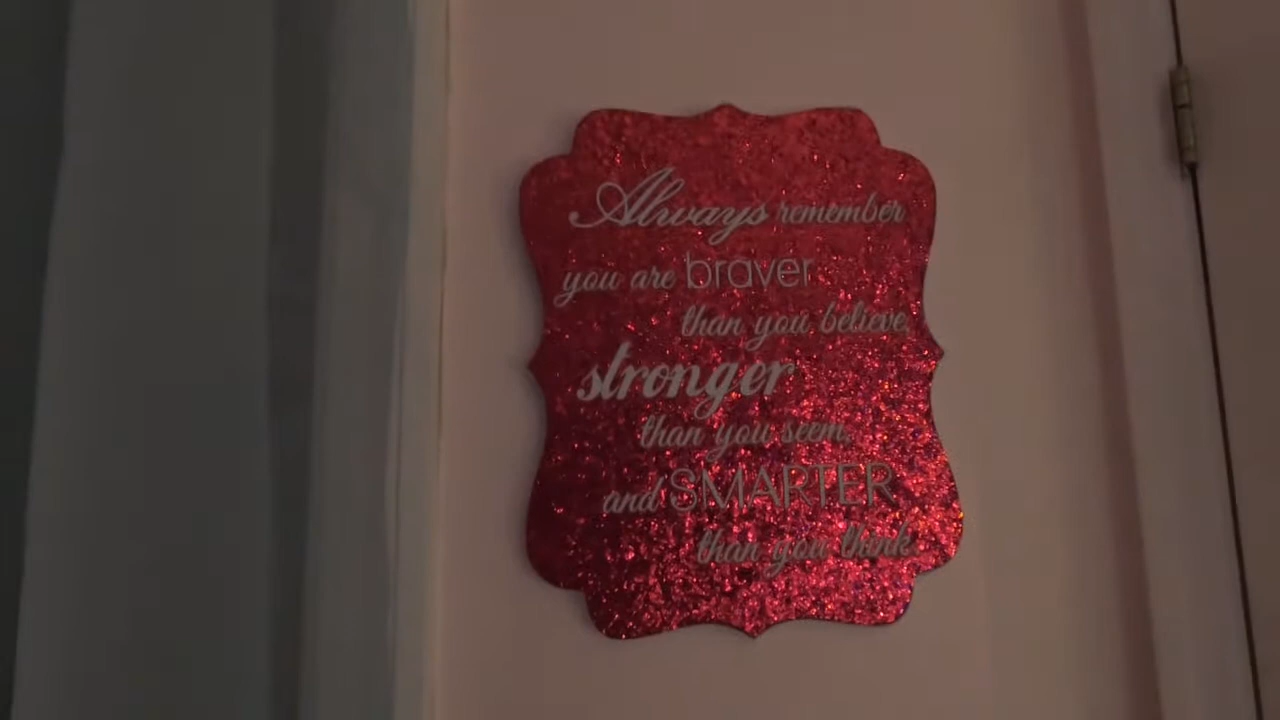 Always remember
you are braver
than you believe,
stronger
than you seem,
and SMARTER
than you think.